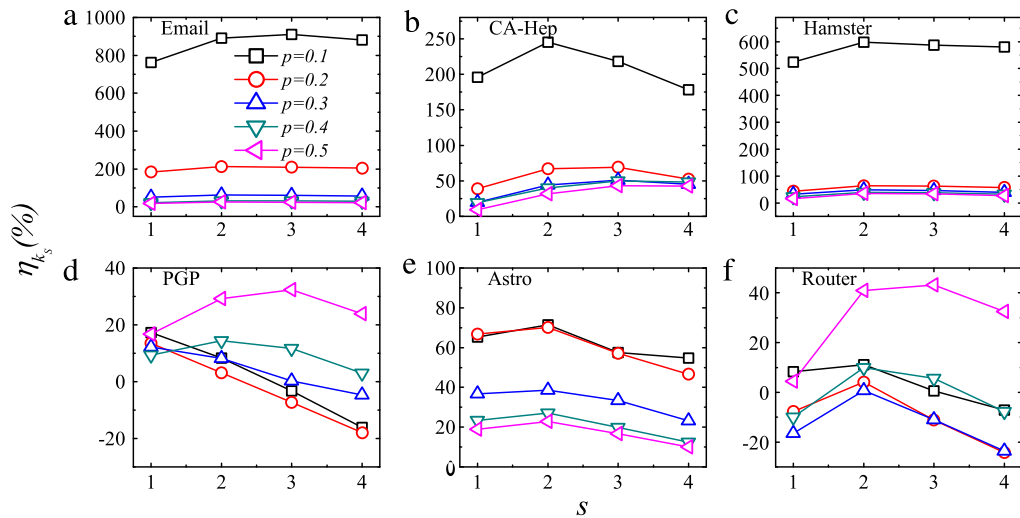 a Email
1000
800
600
400
200
0
p=0.1
p=0.2
p=0.3
p=0.4
p=0.5
1 2 3 4
b CA-Hep
250
200
150
100
50
0
1 2 3 4
c Hamster
600
500
400
300
200
100
0
1 2 3 4
η_{k_s}(%)
d PGP
40
20
0
-20
1 2 3 4
e Astro
100
80
60
40
20
0
1 2 3 4
f Router
40
20
0
-20
1 2 3 4
s